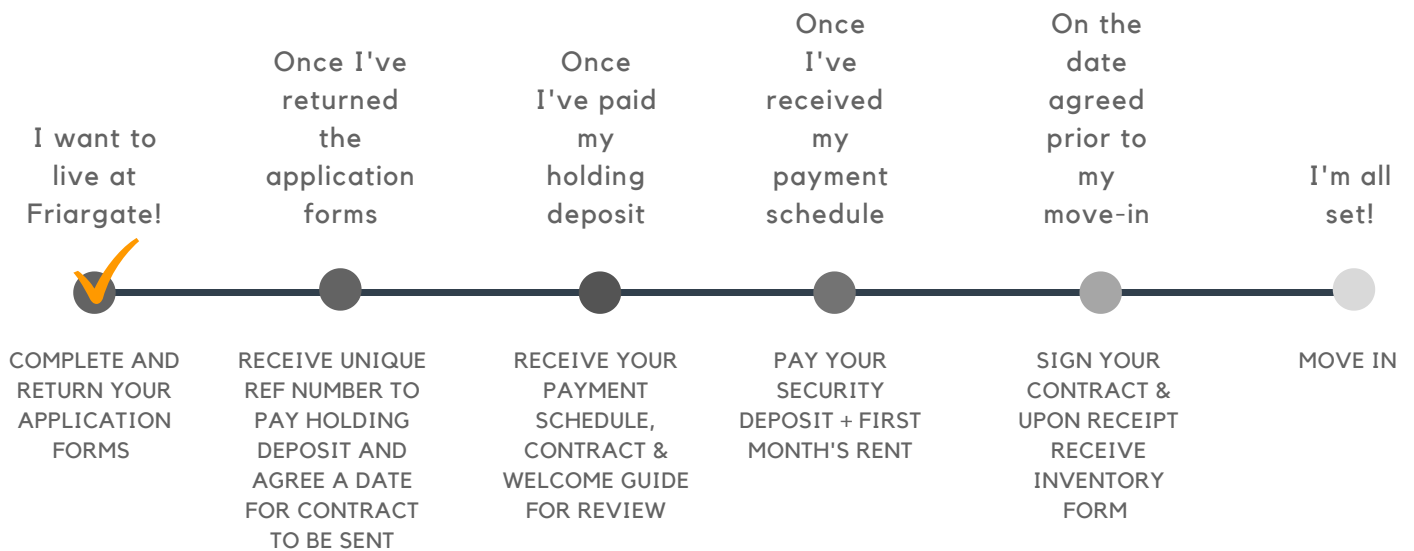 I want to
live at
Friargate!
Once I've
returned
the
application
forms
Once
I've paid
my
holding
deposit
Once
I've
received
my
payment
schedule
On the
date
agreed
prior to
my
move-in
I'm all
set!
COMPLETE AND
RETURN YOUR
APPLICATION
FORMS
RECEIVE UNIQUE
REF NUMBER TO
PAY HOLDING
DEPOSIT AND
AGREE A DATE
FOR CONTRACT
TO BE SENT
RECEIVE YOUR
PAYMENT
SCHEDULE,
CONTRACT &
WELCOME GUIDE
FOR REVIEW
PAY YOUR
SECURITY
DEPOSIT + FIRST
MONTH'S RENT
SIGN YOUR
CONTRACT &
UPON RECEIPT
RECEIVE
INVENTORY
FORM
MOVE IN